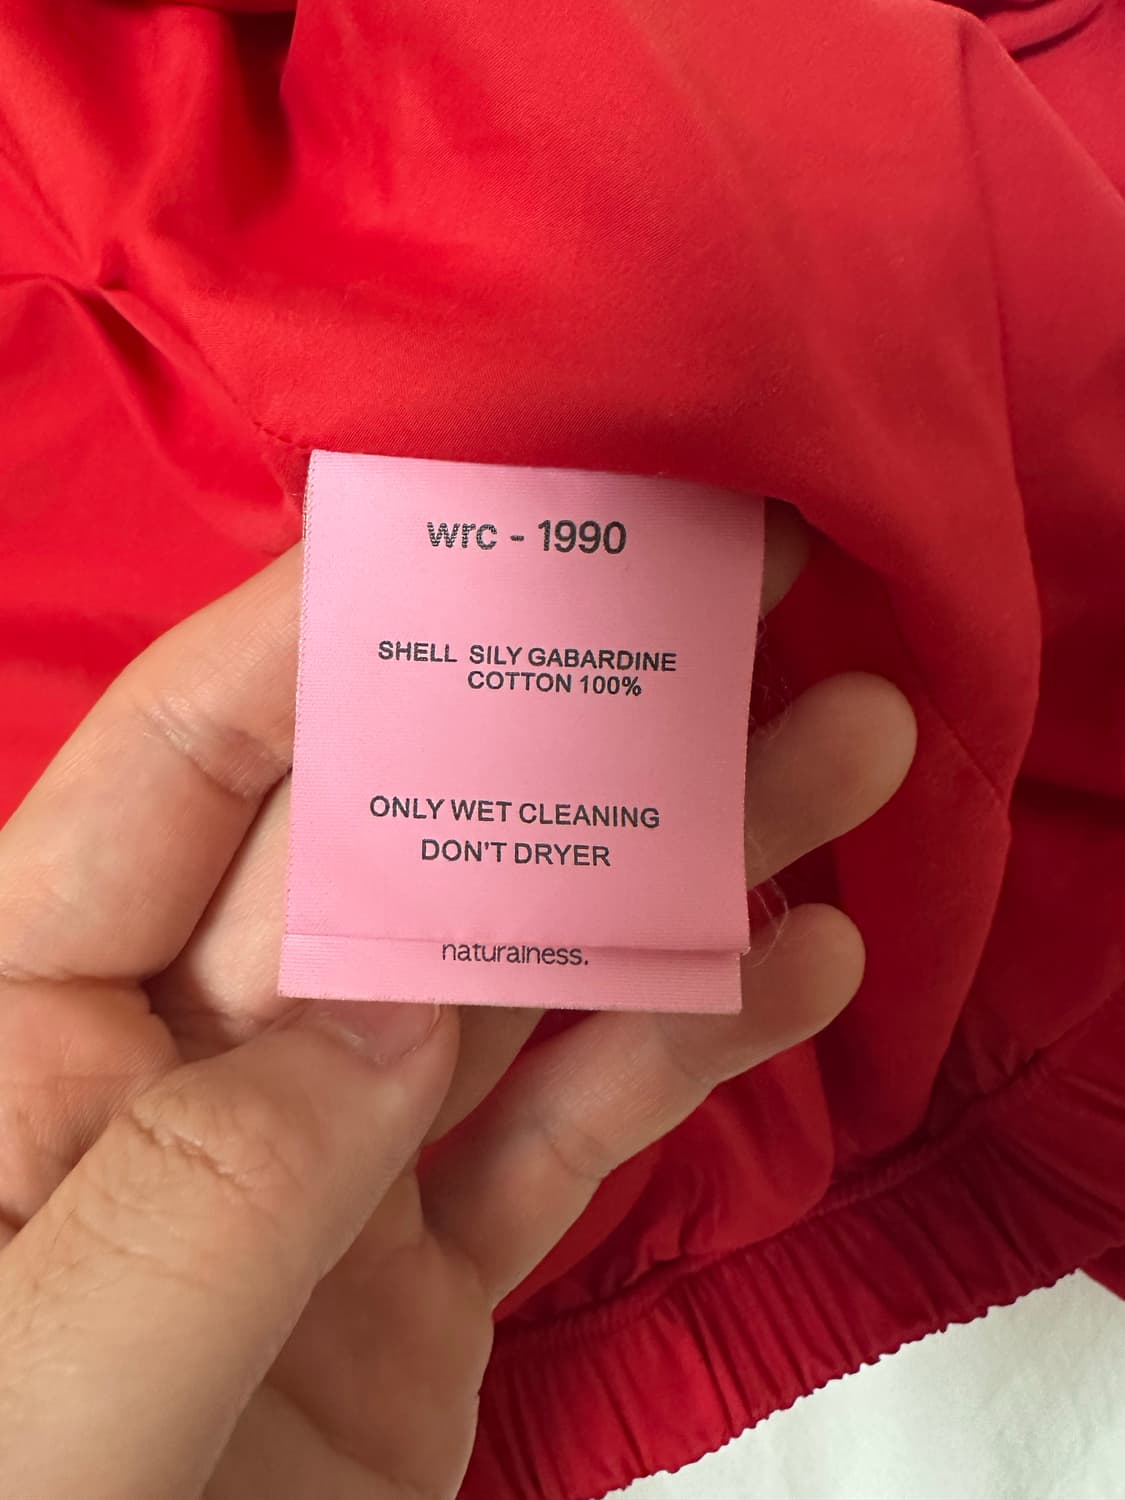 wrc - 1990
SHELL SILY GABARDINE
COTTON 100%
ONLY WET CLEANING
DON'T DRYER
naturalness.